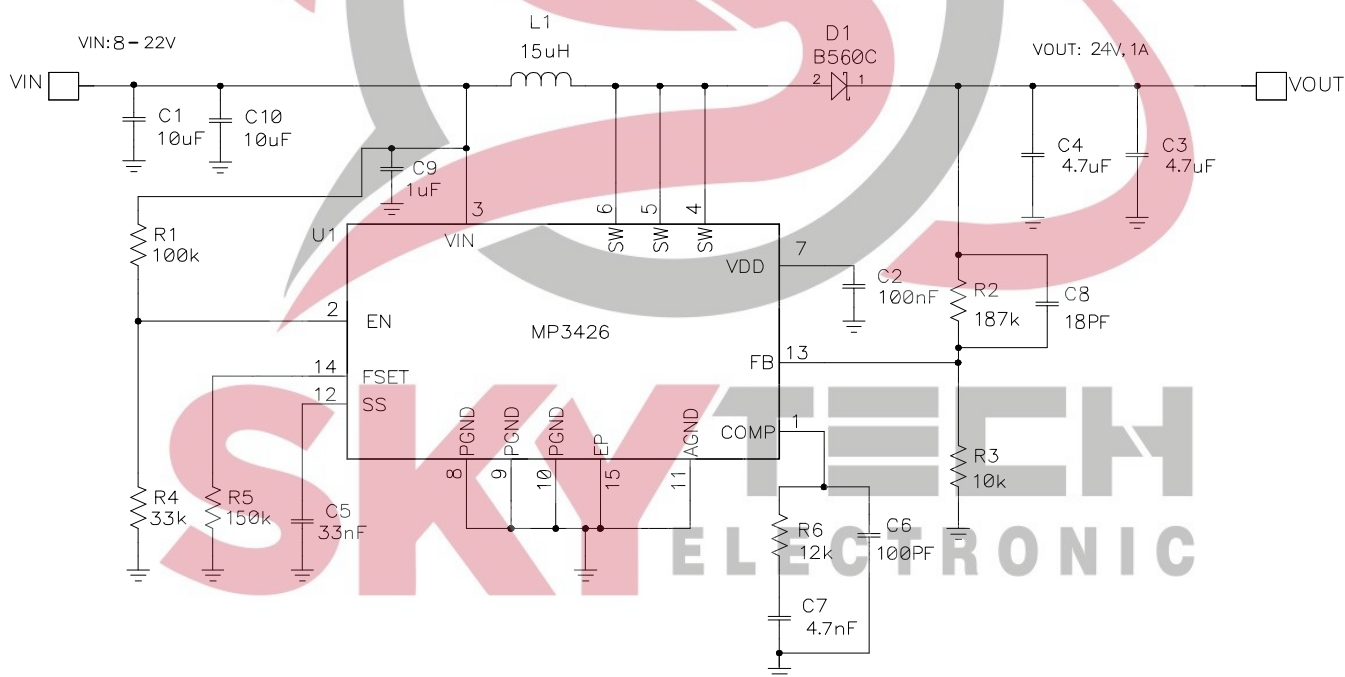 VIN:8-22V
L1
15uH
D1
B560C
2
1
VOUT: 24V, 1A
VIN
VOUT
C1
10uF
C10
10uF
C4
4.7uF
C3
4.7uF
C9
1uF
3
6
5
4
U1
VIN
SW
SW
SW
R1
100k
VDD
7
C2
100nF
R2
187k
C8
18PF
2
EN
MP3426
14
FSET
12
SS
FB
13
COMP
1
PGND
PGND
PGND
EP
AGND
8
9
10
15
11
R3
10k
R4
33k
R5
150k
C5
33nF
R6
12k
C6
100PF
C7
4.7nF
SKYTECH
ELECTRONIC